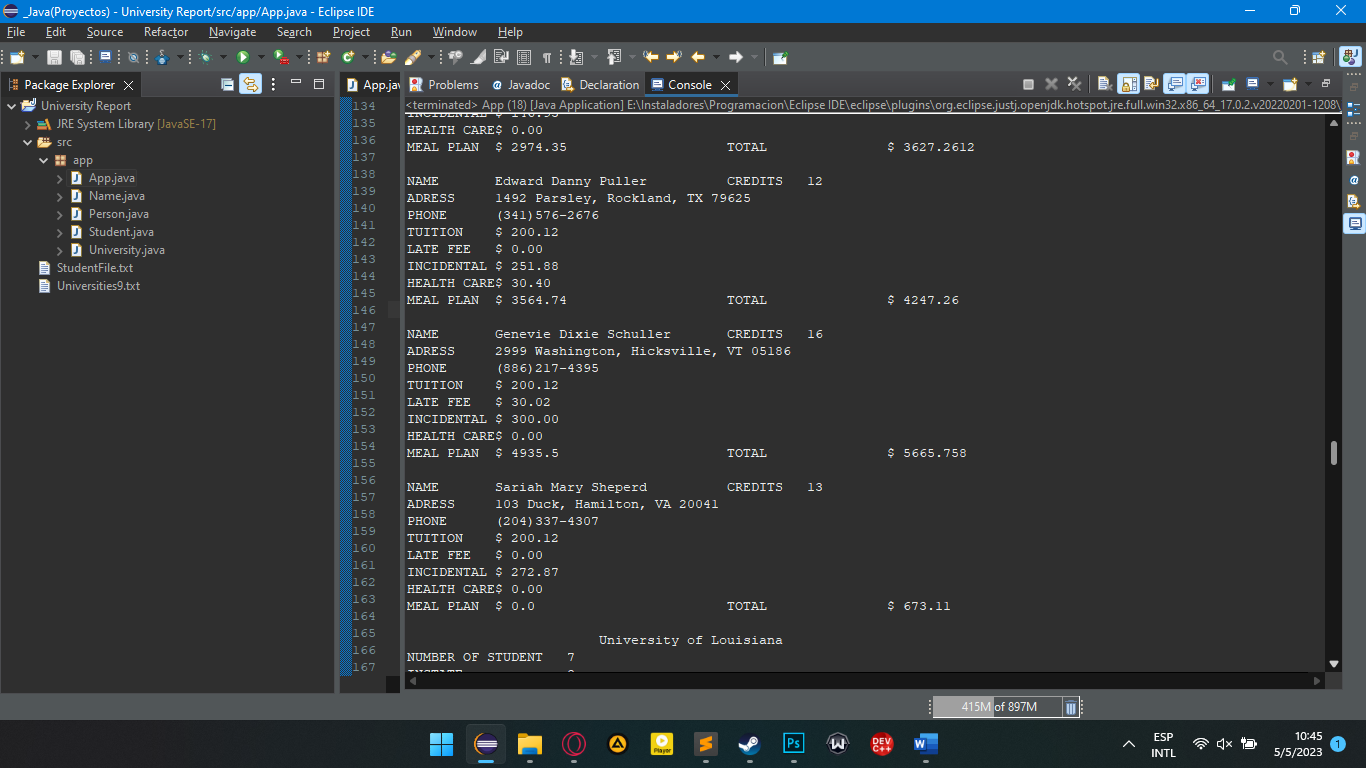 _Java(Proyectos) - University Report/src/app/App.java - Eclipse IDE
File Edit Source Refactor Navigate Search Project Run Window Help
Package Explorer
University Report
JRE System Library [JavaSE-17]
src
app
App.java
Name.java
Person.java
Student.java
University.java
StudentFile.txt
Universities9.txt
App.jav
134
135
136
137
138
139
140
141
142
143
144
145
146
147
148
149
150
151
152
153
154
155
156
157
158
159
160
161
162
163
164
165
166
167
Problems Javadoc Declaration Console
<terminated> App (18) [Java Application] E:\Instaladores\Programacion\Eclipse IDE\eclipse\plugins\org.eclipse.justj.openjdk.hotspot.jre.full.win32.x86_64_17.0.2.v20220201-1208\
INCIDENTAL $ 146.93
HEALTH CARE$ 0.00
MEAL PLAN $ 2974.35 TOTAL $ 3627.2612
NAME Edward Danny Puller CREDITS 12
ADRESS 1492 Parsley, Rockland, TX 79625
PHONE (341)576-2676
TUITION $ 200.12
LATE FEE $ 0.00
INCIDENTAL $ 251.88
HEALTH CARE$ 30.40
MEAL PLAN $ 3564.74 TOTAL $ 4247.26
NAME Genevie Dixie Schuller CREDITS 16
ADRESS 2999 Washington, Hicksville, VT 05186
PHONE (886)217-4395
TUITION $ 200.12
LATE FEE $ 30.02
INCIDENTAL $ 300.00
HEALTH CARE$ 0.00
MEAL PLAN $ 4935.5 TOTAL $ 5665.758
NAME Sariah Mary Sheperd CREDITS 13
ADRESS 103 Duck, Hamilton, VA 20041
PHONE (204)337-4307
TUITION $ 200.12
LATE FEE $ 0.00
INCIDENTAL $ 272.87
HEALTH CARE$ 0.00
MEAL PLAN $ 0.0 TOTAL $ 673.11
University of Louisiana
NUMBER OF STUDENT 7
415M of 897M
Player
Ps
DEV C++
W
ESP
INTL
10:45
5/5/2023
1